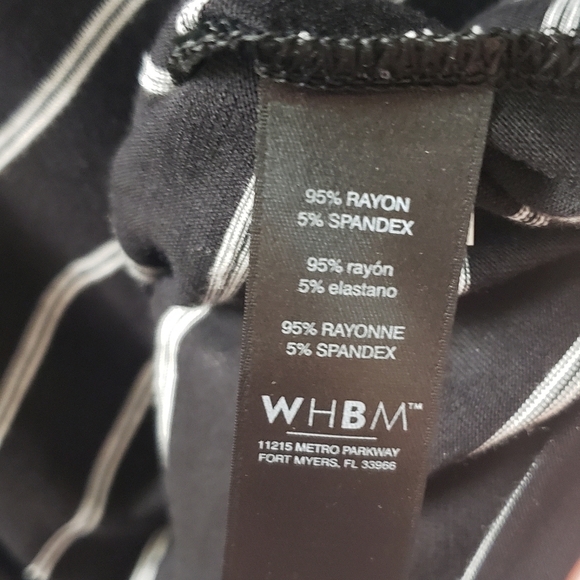 95% RAYON
5% SPANDEX
95% rayón
5% elastano
95% RAYONNE
5% SPANDEX
WHBM™
11215 METRO PARKWAY
FORT MYERS, FL 33966